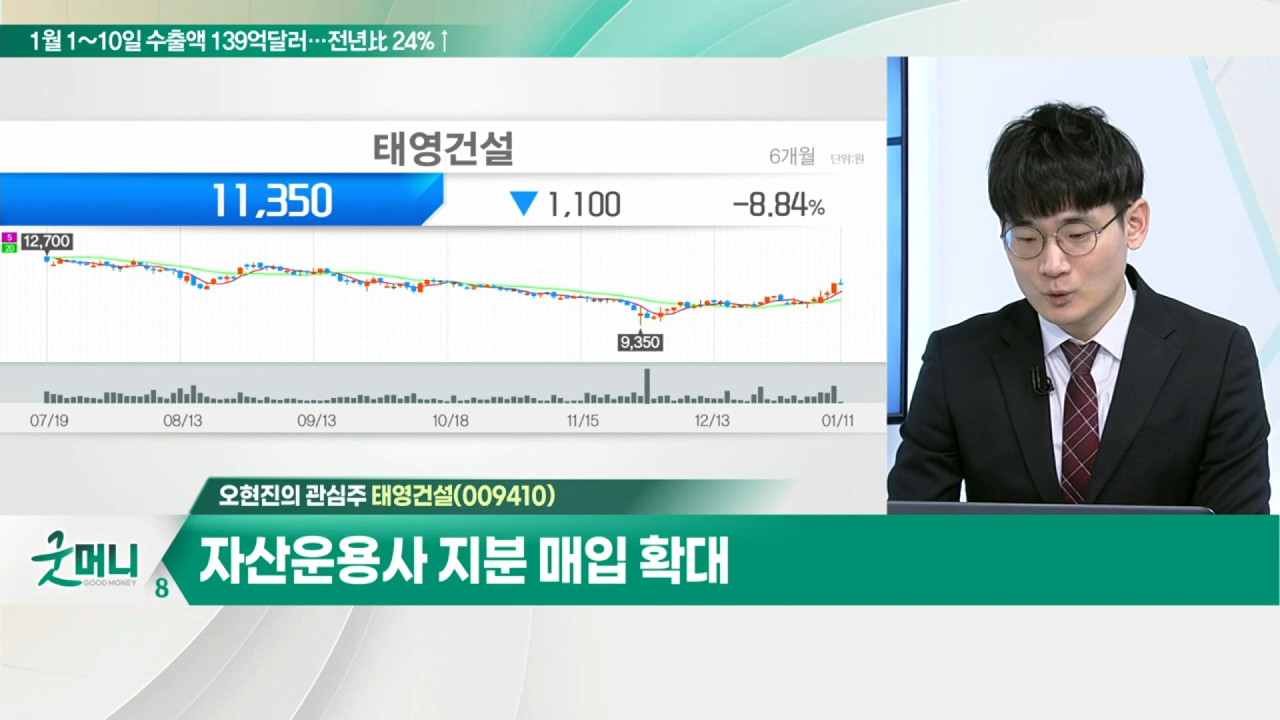 1월 1~10일 수출액 139억달러…전년比 24%↑
태영건설
6개월 단위:원
11,350 ▼1,100 -8.84%
5
20
12,700
9,350
07/19 08/13 09/13 10/18 11/15 12/13 01/11
오현진의 관심주 태영건설(009410)
굿머니
GOOD MONEY
8
자산운용사 지분 매입 확대